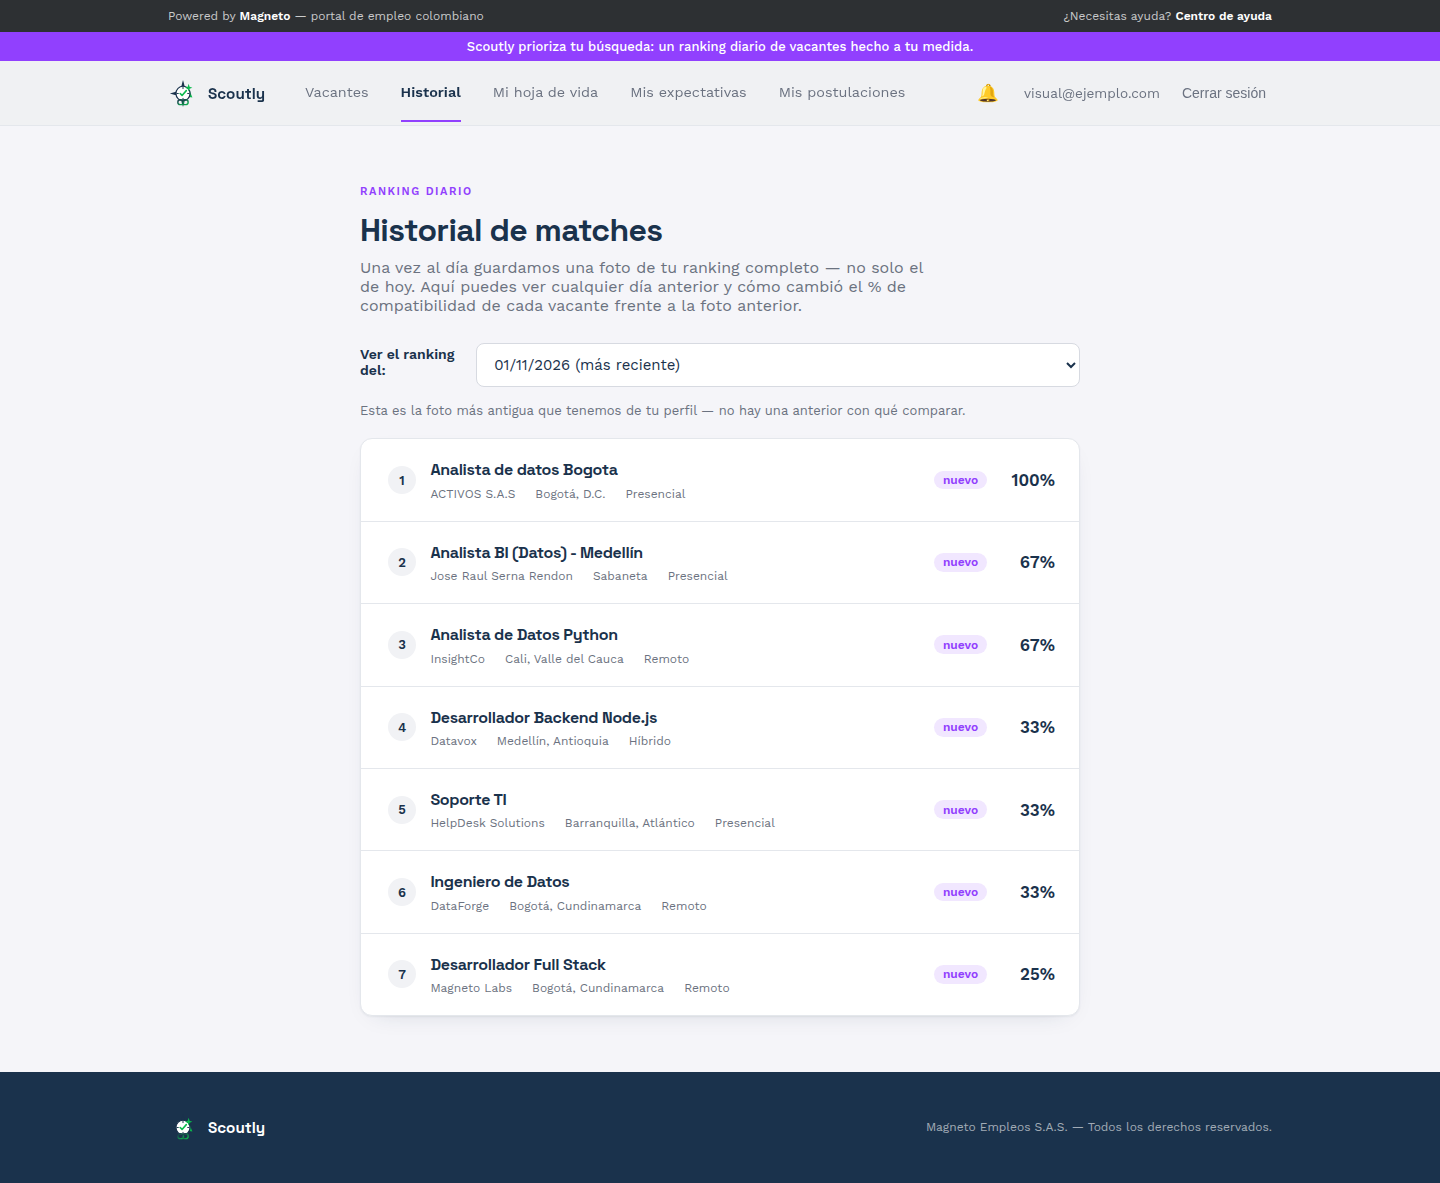 Powered by Magneto — portal de empleo colombiano
¿Necesitas ayuda? Centro de ayuda
Scoutly prioriza tu búsqueda: un ranking diario de vacantes hecho a tu medida.
Scoutly
Vacantes
Historial
Mi hoja de vida
Mis expectativas
Mis postulaciones
visual@ejemplo.com
Cerrar sesión
RANKING DIARIO
Historial de matches
Una vez al día guardamos una foto de tu ranking completo — no solo el
de hoy. Aquí puedes ver cualquier día anterior y cómo cambió el % de
compatibilidad de cada vacante frente a la foto anterior.
Ver el ranking
del:
01/11/2026 (más reciente)
Esta es la foto más antigua que tenemos de tu perfil — no hay una anterior con qué comparar.
1
Analista de datos Bogota
ACTIVOS S.A.S Bogotá, D.C. Presencial
nuevo 100%
2
Analista BI (Datos) - Medellín
Jose Raul Serna Rendon Sabaneta Presencial
nuevo 67%
3
Analista de Datos Python
InsightCo Cali, Valle del Cauca Remoto
nuevo 67%
4
Desarrollador Backend Node.js
Datavox Medellín, Antioquia Híbrido
nuevo 33%
5
Soporte TI
HelpDesk Solutions Barranquilla, Atlántico Presencial
nuevo 33%
6
Ingeniero de Datos
DataForge Bogotá, Cundinamarca Remoto
nuevo 33%
7
Desarrollador Full Stack
Magneto Labs Bogotá, Cundinamarca Remoto
nuevo 25%
Scoutly
Magneto Empleos S.A.S. — Todos los derechos reservados.